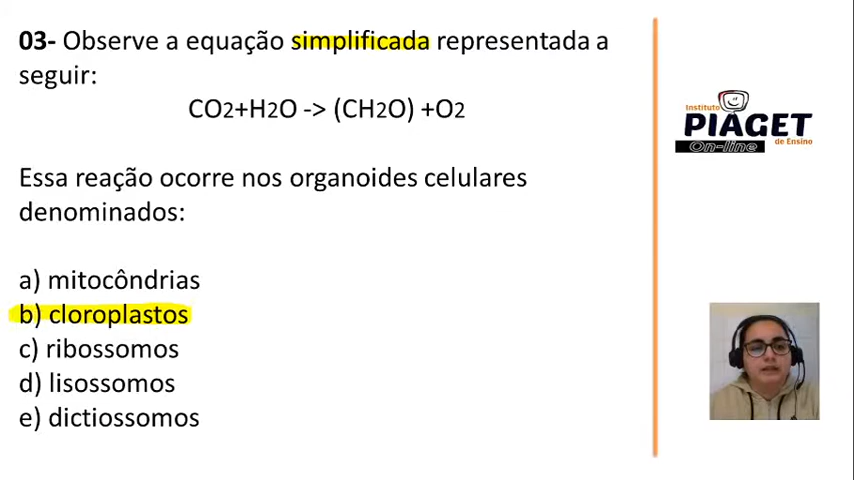 03- Observe a equação simplificada representada a
seguir:
CO2+H2O -> (CH2O) +O2
Essa reação ocorre nos organoides celulares
denominados:
a) mitocôndrias
b) cloroplastos
c) ribossomos
d) lisossomos
e) dictiossomos
Instituto
PIAGET
de Ensino
On-line